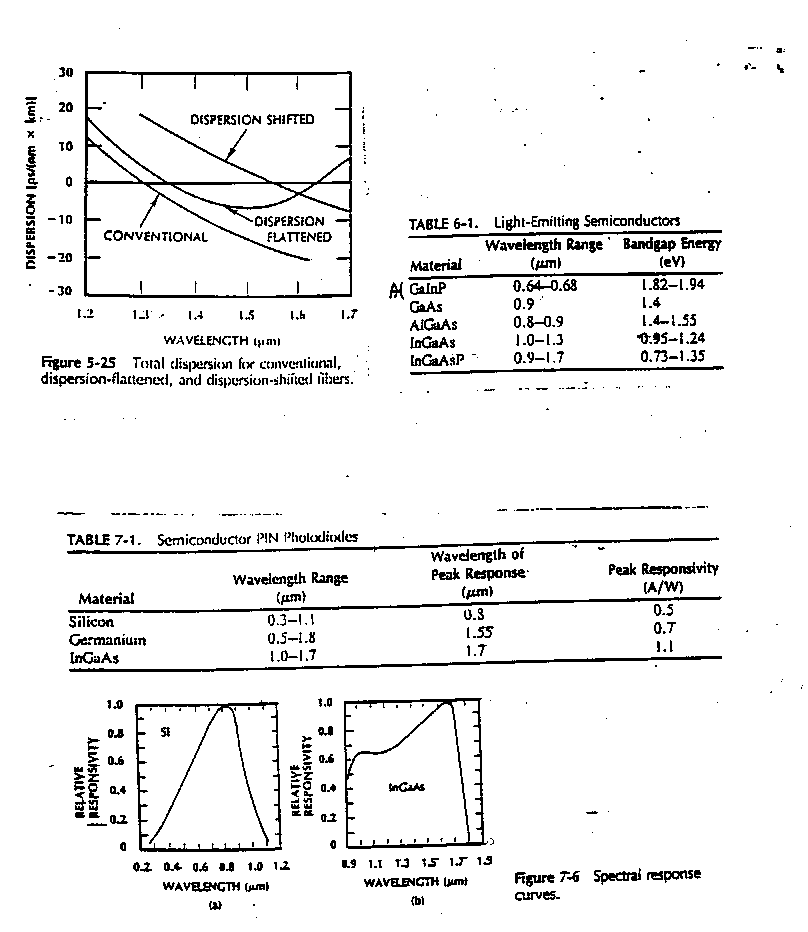 30
20
10
0
-10
-20
-30
DISPERSION [ps/(nm × km)]
DISPERSION SHIFTED
DISPERSION
FLATTENED
CONVENTIONAL
1.2 1.3 1.4 1.5 1.6 1.7
WAVELENGTH (μm)
Figure 5-25 Total dispersion for conventional,
dispersion-flattened, and dispersion-shifted fibers.
TABLE 6-1. Light-Emitting Semiconductors
Material Wavelength Range (μm) Bandgap Energy (eV)
Al GaInP 0.64–0.68 1.82–1.94
GaAs 0.9 1.4
AlGaAs 0.8–0.9 1.4–1.55
InGaAs 1.0–1.3 0.95–1.24
InGaAsP 0.9–1.7 0.73–1.35
TABLE 7-1. Semiconductor PIN Photodiodes
Material Wavelength Range (μm) Wavelength of Peak Response (μm) Peak Responsivity (A/W)
Silicon 0.3–1.1 0.8 0.5
Germanium 0.5–1.8 1.55 0.7
InGaAs 1.0–1.7 1.7 1.1
1.0
0.8
0.6
0.4
0.2
0
RELATIVE
RESPONSIVITY
Si
0.2 0.4 0.6 0.8 1.0 1.2
WAVELENGTH (μm)
(a)
1.0
0.8
0.6
0.4
0.2
0
RELATIVE
RESPONSIVITY
InGaAs
0.9 1.1 1.3 1.5 1.7 1.9
WAVELENGTH (μm)
(b)
Figure 7-6 Spectral response
curves.